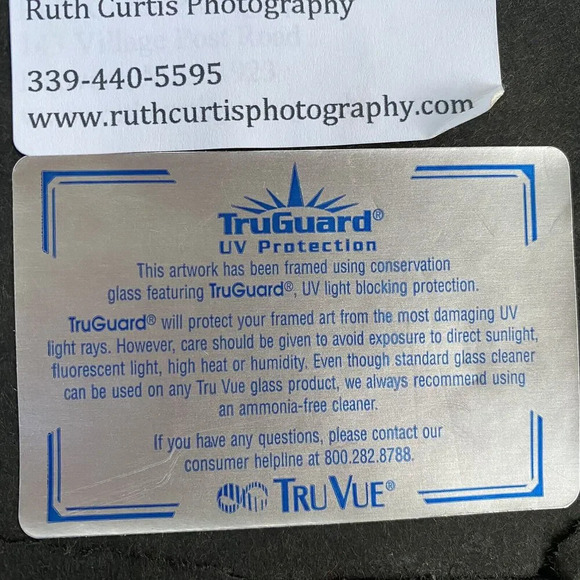 Ruth Curtis Photography
Village Post Road
339-440-5595
www.ruthcurtisphotography.com
TruGuard®
UV Protection
This artwork has been framed using conservation
glass featuring TruGuard®, UV light blocking protection.
TruGuard® will protect your framed art from the most damaging UV
light rays. However, care should be given to avoid exposure to direct sunlight,
fluorescent light, high heat or humidity. Even though standard glass cleaner
can be used on any Tru Vue glass product, we always recommend using
an ammonia-free cleaner.
If you have any questions, please contact our
consumer helpline at 800.282.8788.
TRU VUE®